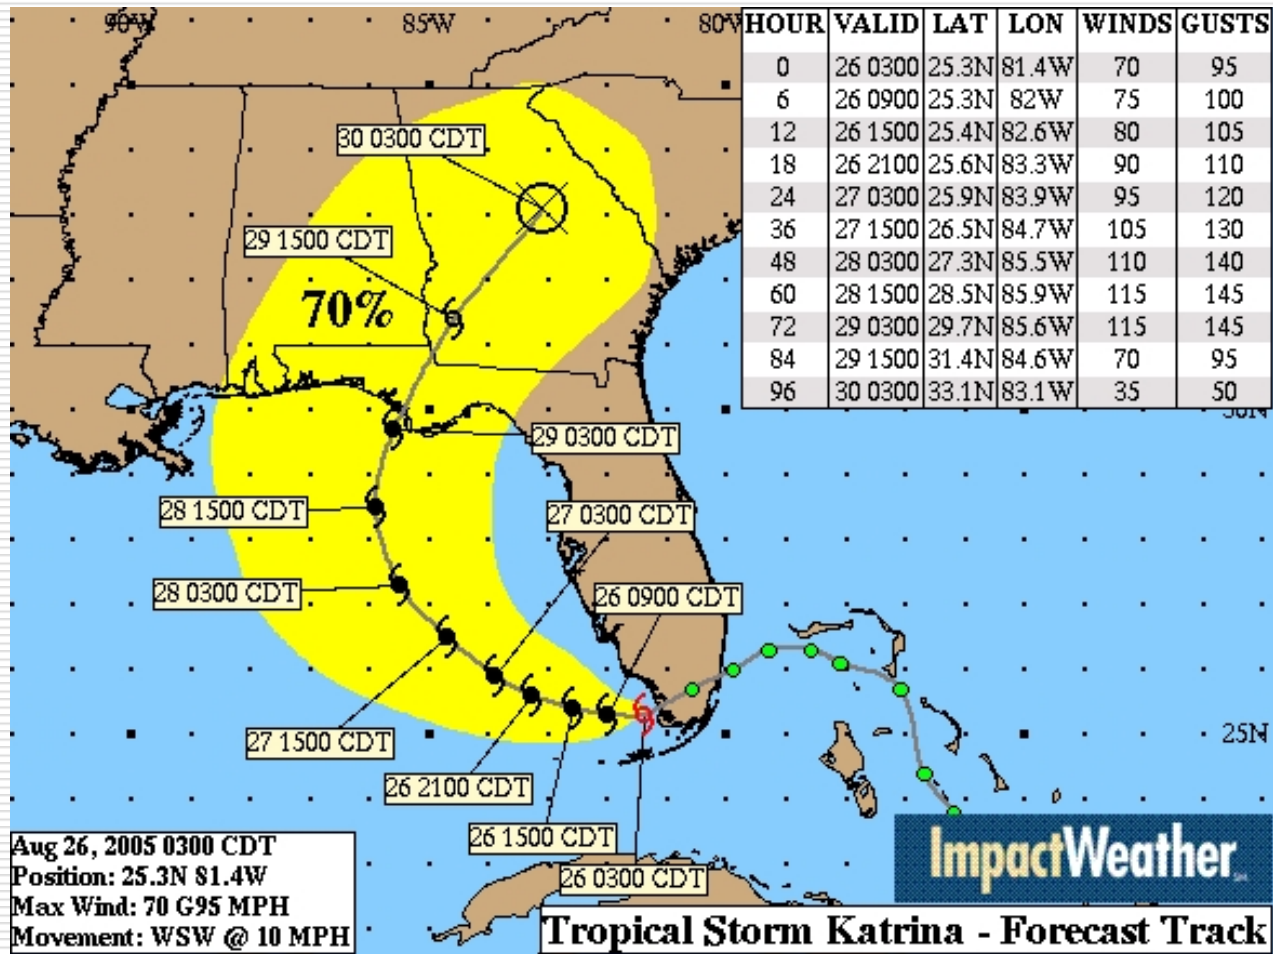 90W 85W 80W
HOUR VALID LAT LON WINDS GUSTS
0 26 0300 25.3N 81.4W 70 95
6 26 0900 25.3N 82W 75 100
12 26 1500 25.4N 82.6W 80 105
18 26 2100 25.6N 83.3W 90 110
24 27 0300 25.9N 83.9W 95 120
36 27 1500 26.5N 84.7W 105 130
48 28 0300 27.3N 85.5W 110 140
60 28 1500 28.5N 85.9W 115 145
72 29 0300 29.7N 85.6W 115 145
84 29 1500 31.4N 84.6W 70 95
96 30 0300 33.1N 83.1W 35 50
30N
30 0300 CDT
29 1500 CDT
70%
29 0300 CDT
28 1500 CDT
27 0300 CDT
28 0300 CDT
26 0900 CDT
27 1500 CDT
25N
26 2100 CDT
26 1500 CDT
26 0300 CDT
Aug 26, 2005 0300 CDT
Position: 25.3N 81.4W
Max Wind: 70 G95 MPH
Movement: WSW @ 10 MPH
ImpactWeather
Tropical Storm Katrina - Forecast Track